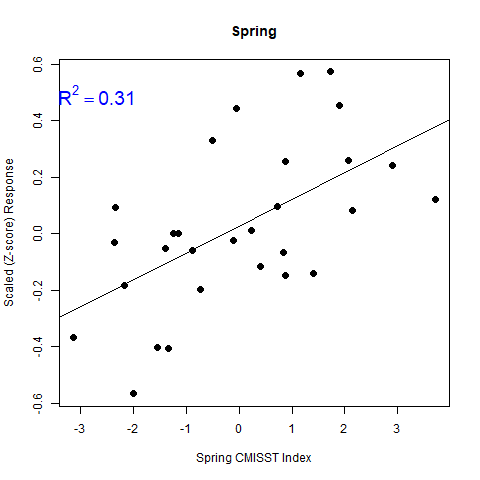 Spring
R² = 0.31
Scaled (Z-score) Response
0.6
0.4
0.2
0.0
-0.2
-0.4
-0.6
-3 -2 -1 0 1 2 3
Spring CMISST Index